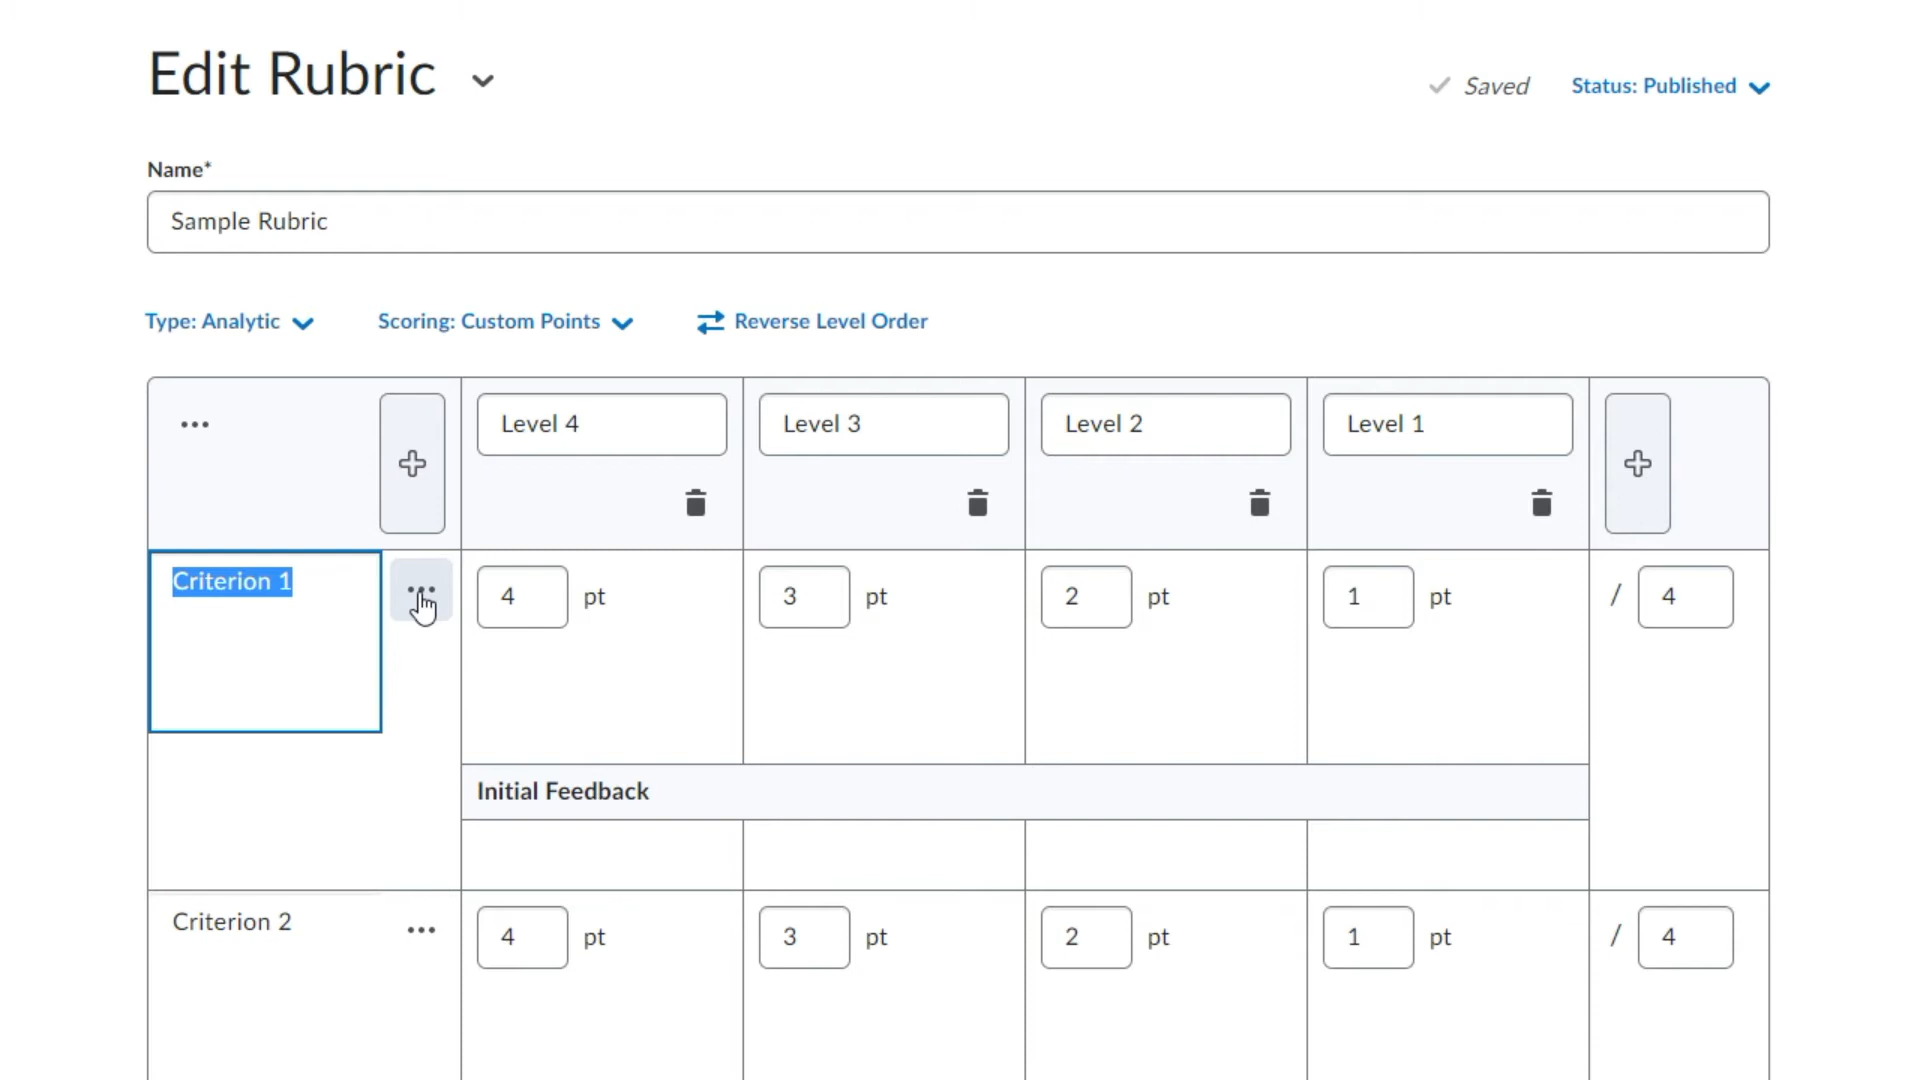 Edit Rubric
Saved
Status: Published
Name*
Sample Rubric
Type: Analytic
Scoring: Custom Points
Reverse Level Order
Level 4
Level 3
Level 2
Level 1
Criterion 1
4 pt
3 pt
2 pt
1 pt
/ 4
Initial Feedback
Criterion 2
4 pt
3 pt
2 pt
1 pt
/ 4